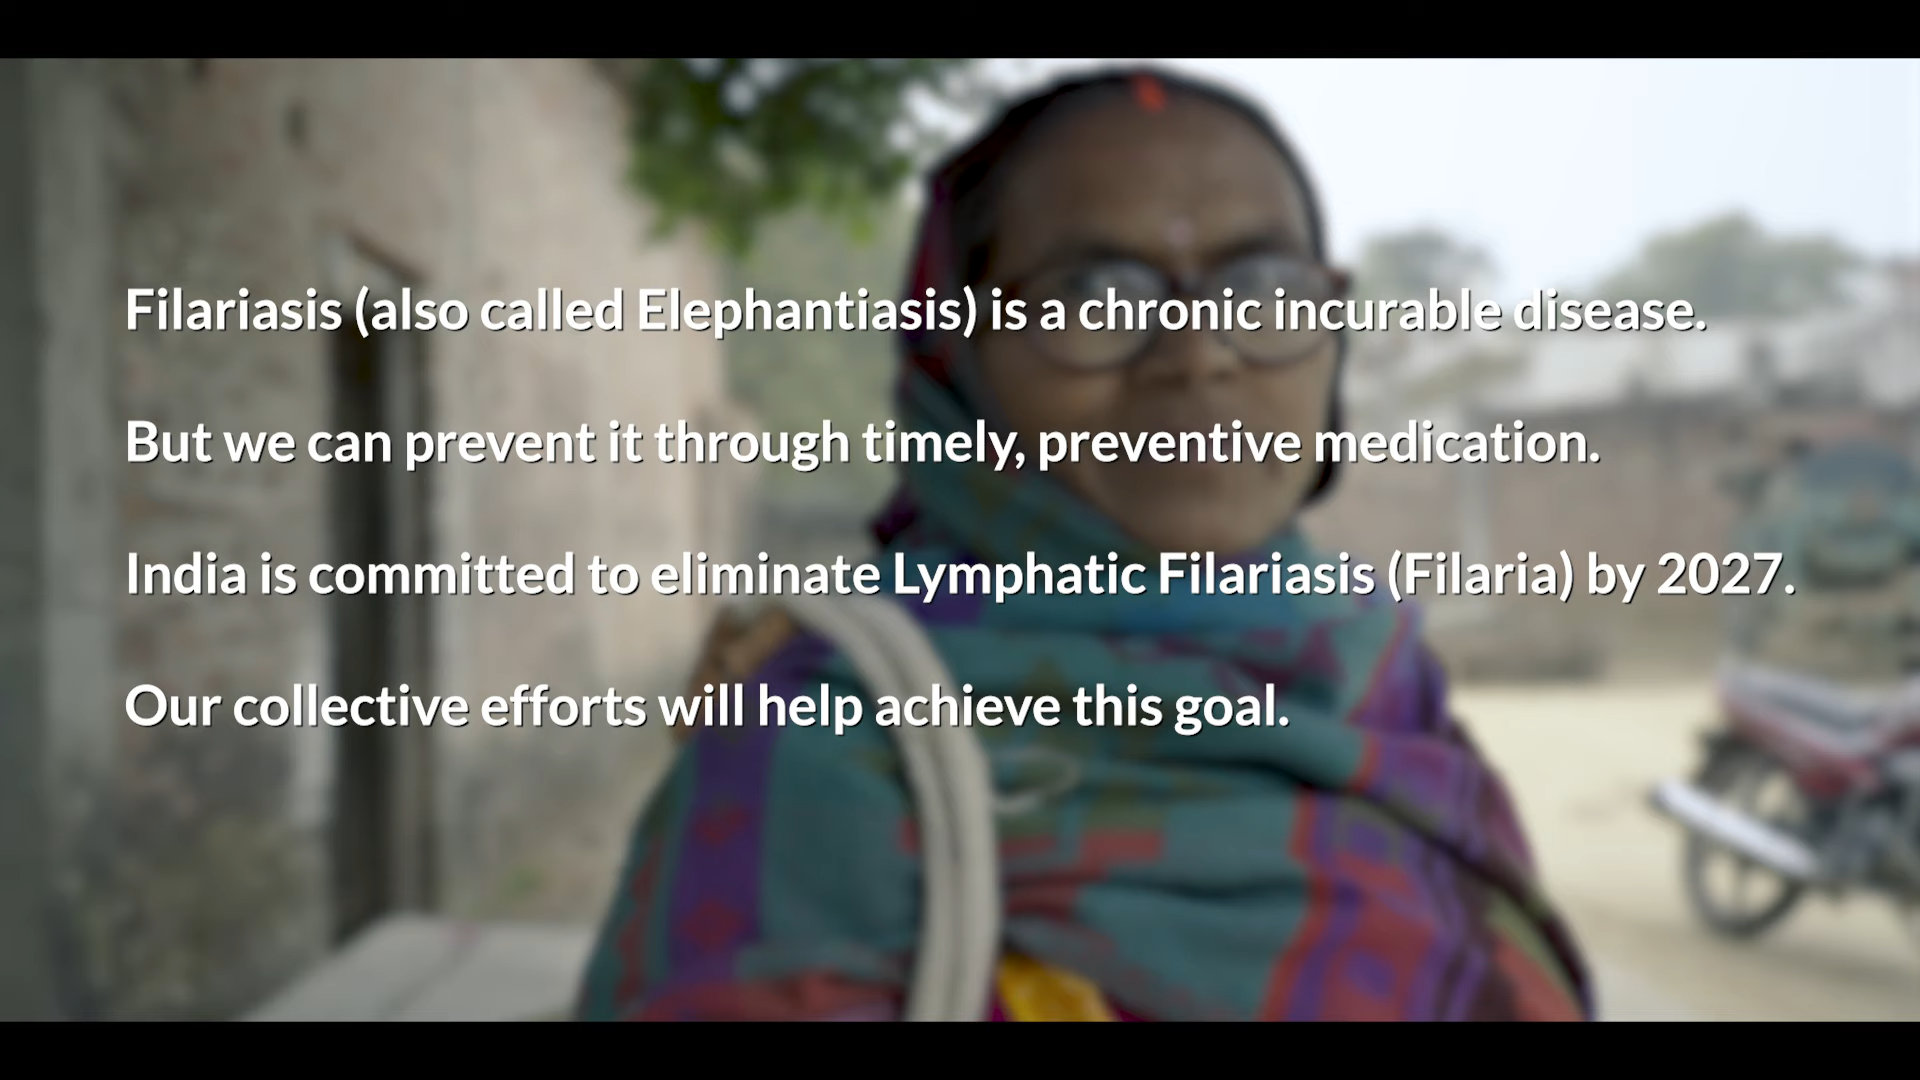 Filariasis (also called Elephantiasis) is a chronic incurable disease.
But we can prevent it through timely, preventive medication.
India is committed to eliminate Lymphatic Filariasis (Filaria) by 2027.
Our collective efforts will help achieve this goal.